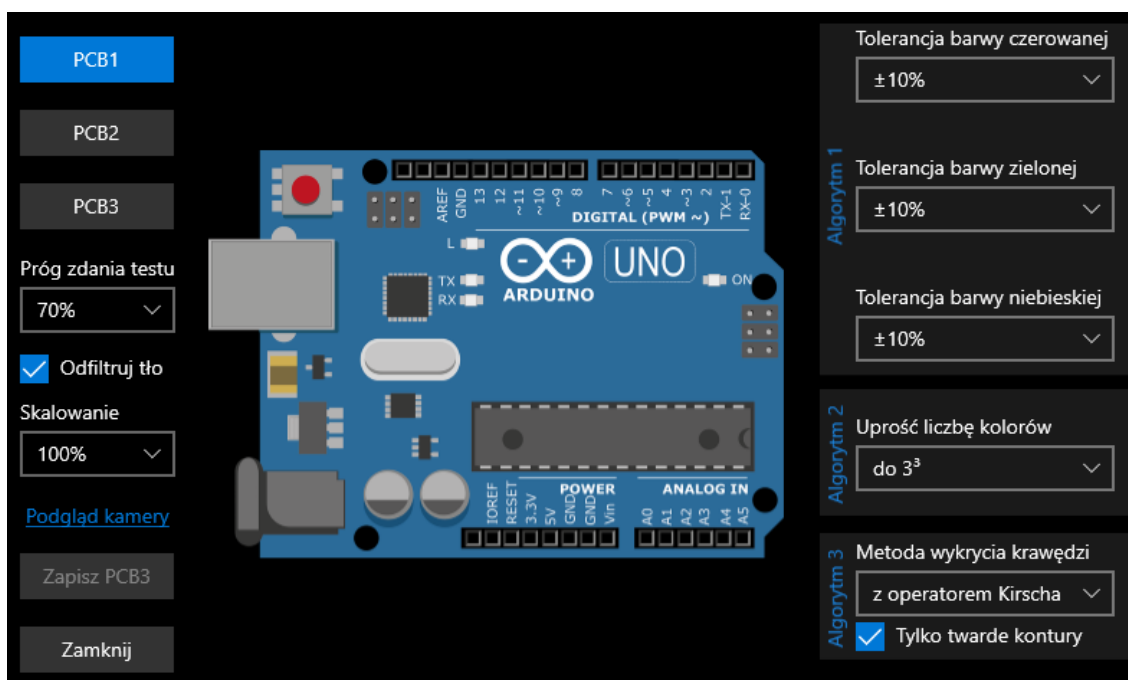 PCB1
PCB2
PCB3
Próg zdania testu
70%
Odfiltruj tło
Skalowanie
100%
Podgląd kamery
Zapisz PCB3
Zamknij
AREF
GND
13
12
~11
~10
~9
8
7
~6
~5
4
~3
2
TX→1
RX←0
DIGITAL (PWM ~)
L
TX
RX
ARDUINO
UNO
ON
POWER
ANALOG IN
IOREF
RESET
3.3V
5V
GND
GND
Vin
A0
A1
A2
A3
A4
A5
Algorytm 1
Tolerancja barwy czerowanej
±10%
Tolerancja barwy zielonej
±10%
Tolerancja barwy niebieskiej
±10%
Algorytm 2
Uprość liczbę kolorów
do 3³
Algorytm 3
Metoda wykrycia krawędzi
z operatorem Kirscha
Tylko twarde kontury